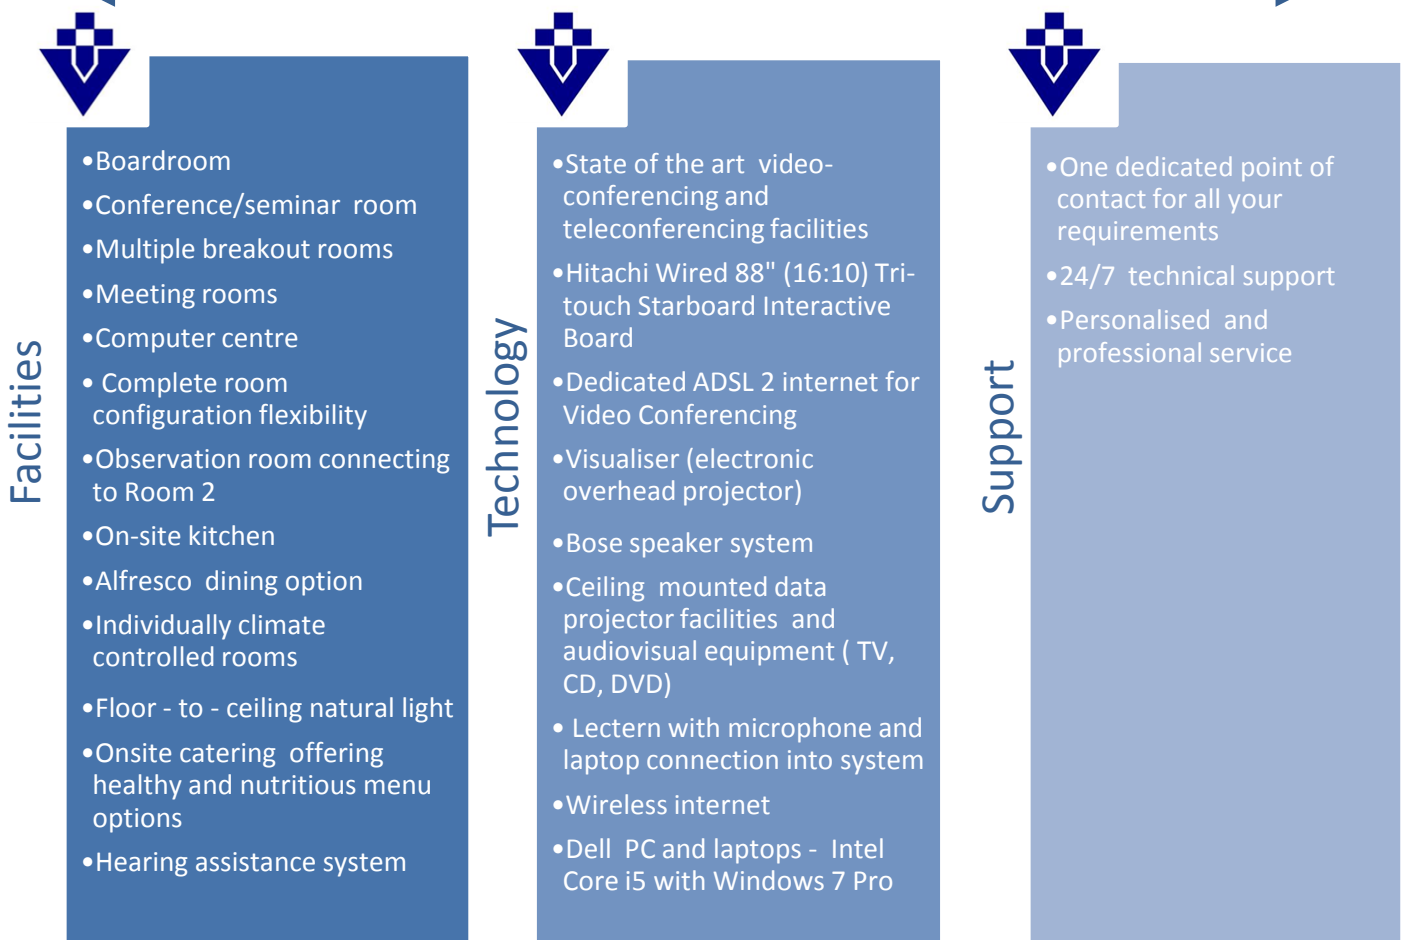 Facilities
•Boardroom
•Conference/seminar room
•Multiple breakout rooms
•Meeting rooms
•Computer centre
• Complete room
configuration flexibility
•Observation room connecting
to Room 2
•On-site kitchen
•Alfresco dining option
•Individually climate
controlled rooms
•Floor - to - ceiling natural light
•Onsite catering offering
healthy and nutritious menu
options
•Hearing assistance system
Technology
•State of the art video-
conferencing and
teleconferencing facilities
•Hitachi Wired 88" (16:10) Tri-
touch Starboard Interactive
Board
•Dedicated ADSL 2 internet for
Video Conferencing
•Visualiser (electronic
overhead projector)
•Bose speaker system
•Ceiling mounted data
projector facilities and
audiovisual equipment ( TV,
CD, DVD)
• Lectern with microphone and
laptop connection into system
•Wireless internet
•Dell PC and laptops - Intel
Core i5 with Windows 7 Pro
Support
•One dedicated point of
contact for all your
requirements
•24/7 technical support
•Personalised and
professional service